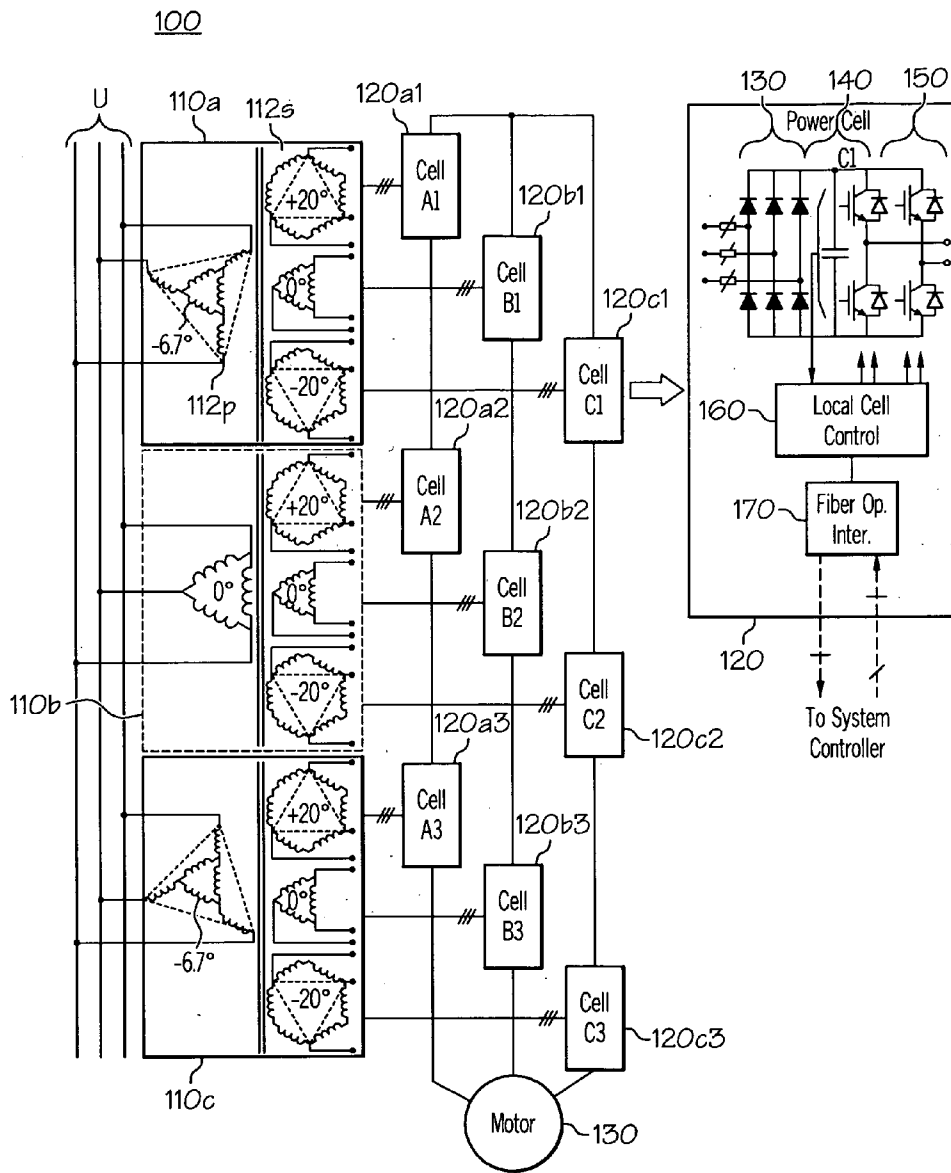 100
U
110a
112s
120a1
+20°
Cell
A1
120b1
0°
Cell
B1
120c1
-6.7°
-20°
112p
Cell
C1
120a2
+20°
Cell
A2
120b2
0°
0°
Cell
B2
-20°
110b
120a3
Cell
C2
120c2
+20°
Cell
A3
120b3
0°
-6.7°
Cell
B3
-20°
Cell
C3
120c3
110c
Motor
130
130
140
150
Power Cell
C1
160
Local Cell
Control
170
Fiber Op.
Inter.
120
To System
Controller